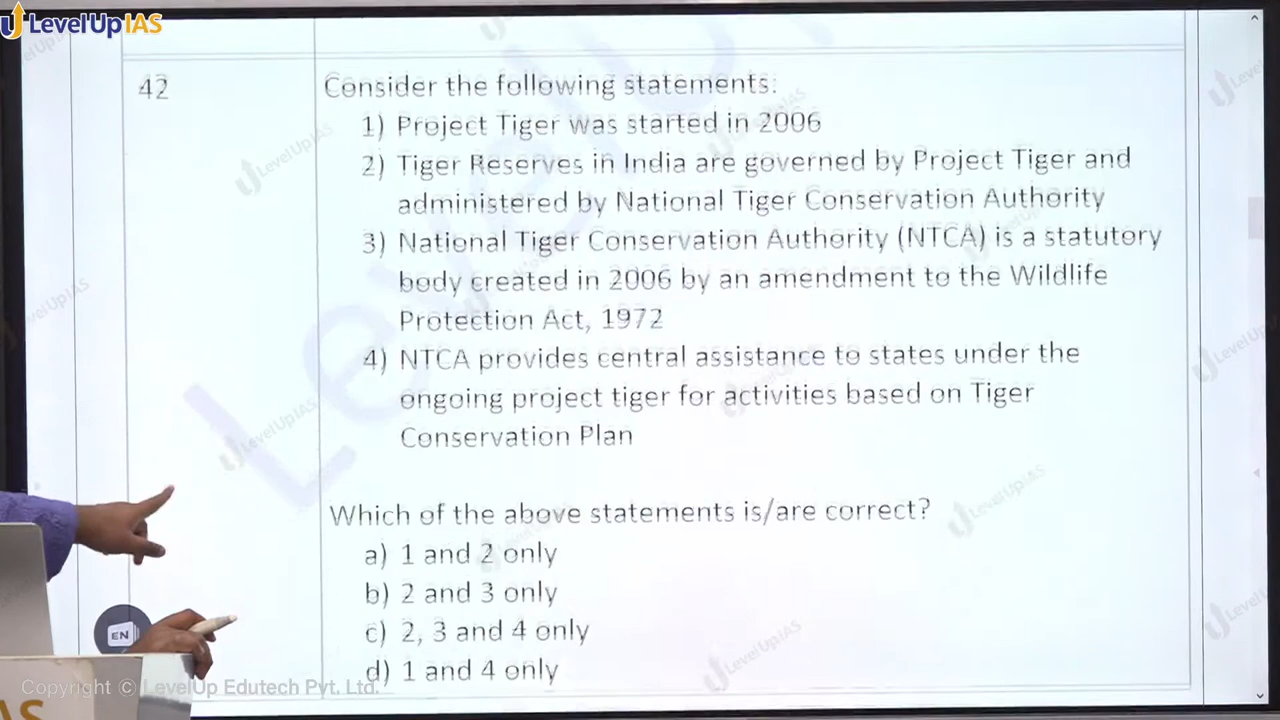 LevelUp IAS
42 Consider the following statements:
1) Project Tiger was started in 2006
2) Tiger Reserves in India are governed by Project Tiger and
administered by National Tiger Conservation Authority
3) National Tiger Conservation Authority (NTCA) is a statutory
body created in 2006 by an amendment to the Wildlife
Protection Act, 1972
4) NTCA provides central assistance to states under the
ongoing project tiger for activities based on Tiger
Conservation Plan
Which of the above statements is/are correct?
a) 1 and 2 only
b) 2 and 3 only
c) 2, 3 and 4 only
d) 1 and 4 only
EN
Copyright © LevelUp Edutech Pvt. Ltd.
AS